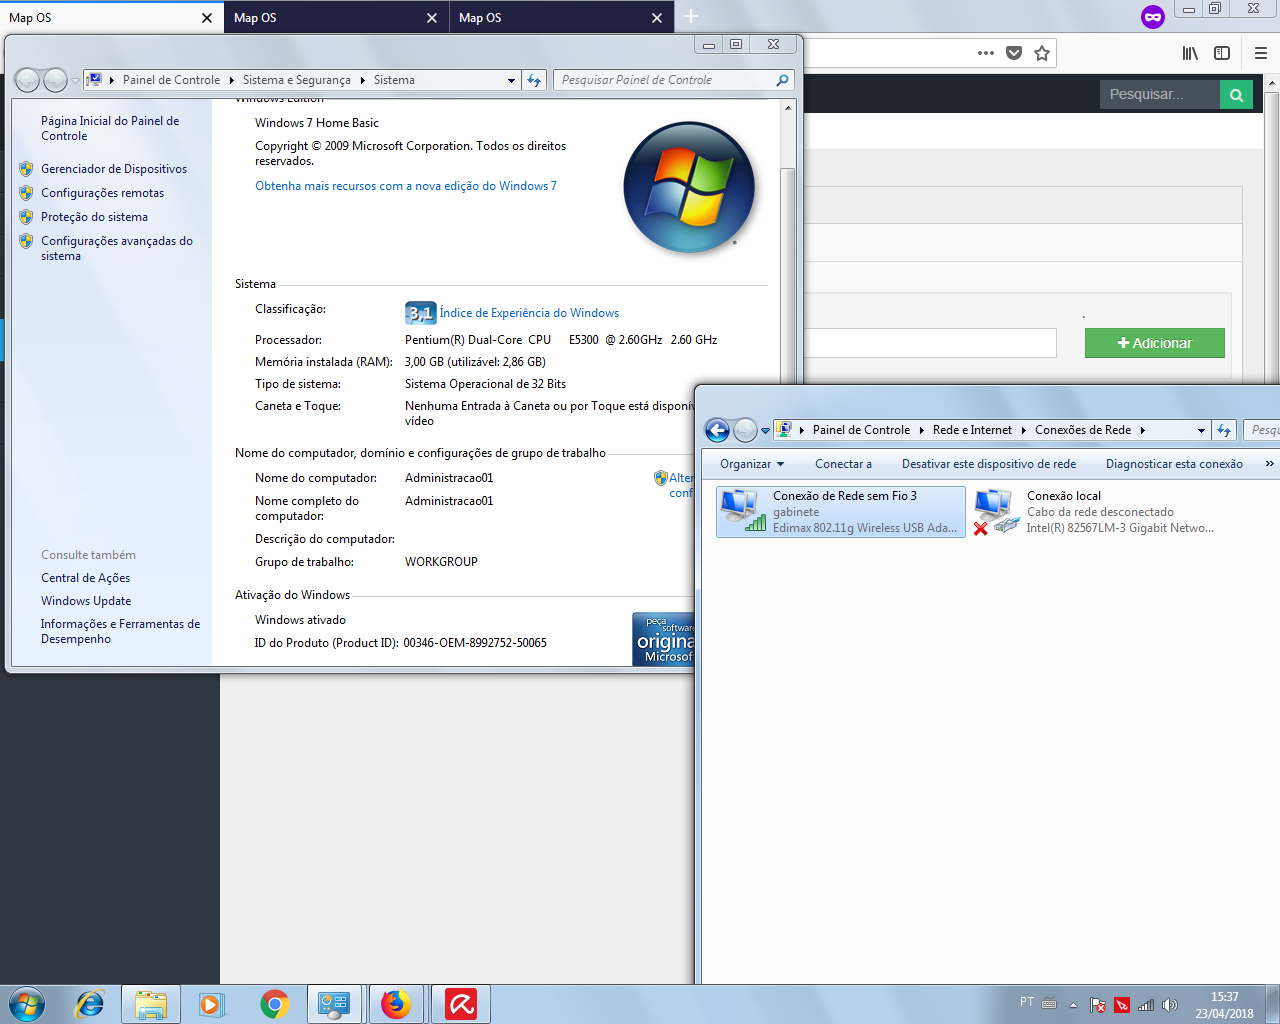 Map OS
Map OS
Map OS
Painel de Controle
Sistema e Segurança
Sistema
Pesquisar Painel de Controle
Pesquisar...
Página Inicial do Painel de
Controle
Gerenciador de Dispositivos
Configurações remotas
Proteção do sistema
Configurações avançadas do
sistema
Windows Edition
Windows 7 Home Basic
Copyright © 2009 Microsoft Corporation. Todos os direitos
reservados.
Obtenha mais recursos com a nova edição do Windows 7
Sistema
Classificação:
3,1 Índice de Experiência do Windows
Processador:
Pentium(R) Dual-Core CPU E5300 @ 2.60GHz 2.60 GHz
Memória instalada (RAM):
3,00 GB (utilizável: 2,86 GB)
Tipo de sistema:
Sistema Operacional de 32 Bits
Caneta e Toque:
Nenhuma Entrada à Caneta ou por Toque está disponív
vídeo
Nome do computador, domínio e configurações de grupo de trabalho
Nome do computador:
Administracao01
Alter
conf
Nome completo do
computador:
Administracao01
Descrição do computador:
Grupo de trabalho:
WORKGROUP
Ativação do Windows
Windows ativado
ID do Produto (Product ID): 00346-OEM-8992752-50065
peça
software
origina
Microsof
Consulte também
Central de Ações
Windows Update
Informações e Ferramentas de
Desempenho
.
+ Adicionar
Painel de Controle
Rede e Internet
Conexões de Rede
Pesqu
Organizar
Conectar a
Desativar este dispositivo de rede
Diagnosticar esta conexão
»
Conexão de Rede sem Fio 3
gabinete
Edimax 802.11g Wireless USB Ada...
Conexão local
Cabo da rede desconectado
Intel(R) 82567LM-3 Gigabit Netwo...
PT
15:37
23/04/2018